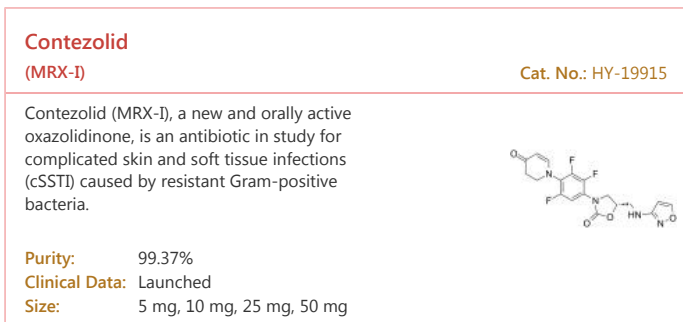 Contezolid
(MRX-I)
Cat. No.: HY-19915
Contezolid (MRX-I), a new and orally active
oxazolidinone, is an antibiotic in study for
complicated skin and soft tissue infections
(cSSTI) caused by resistant Gram-positive
bacteria.
O
N
F
F
F
N
O
O
HN
N
O
Purity: 99.37%
Clinical Data: Launched
Size: 5 mg, 10 mg, 25 mg, 50 mg